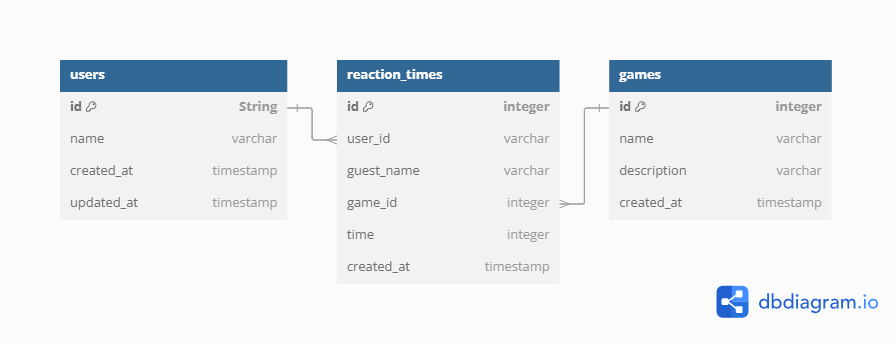 users
id String
name varchar
created_at timestamp
updated_at timestamp
reaction_times
id integer
user_id varchar
guest_name varchar
game_id integer
time integer
created_at timestamp
games
id integer
name varchar
description varchar
created_at timestamp
dbdiagram.io